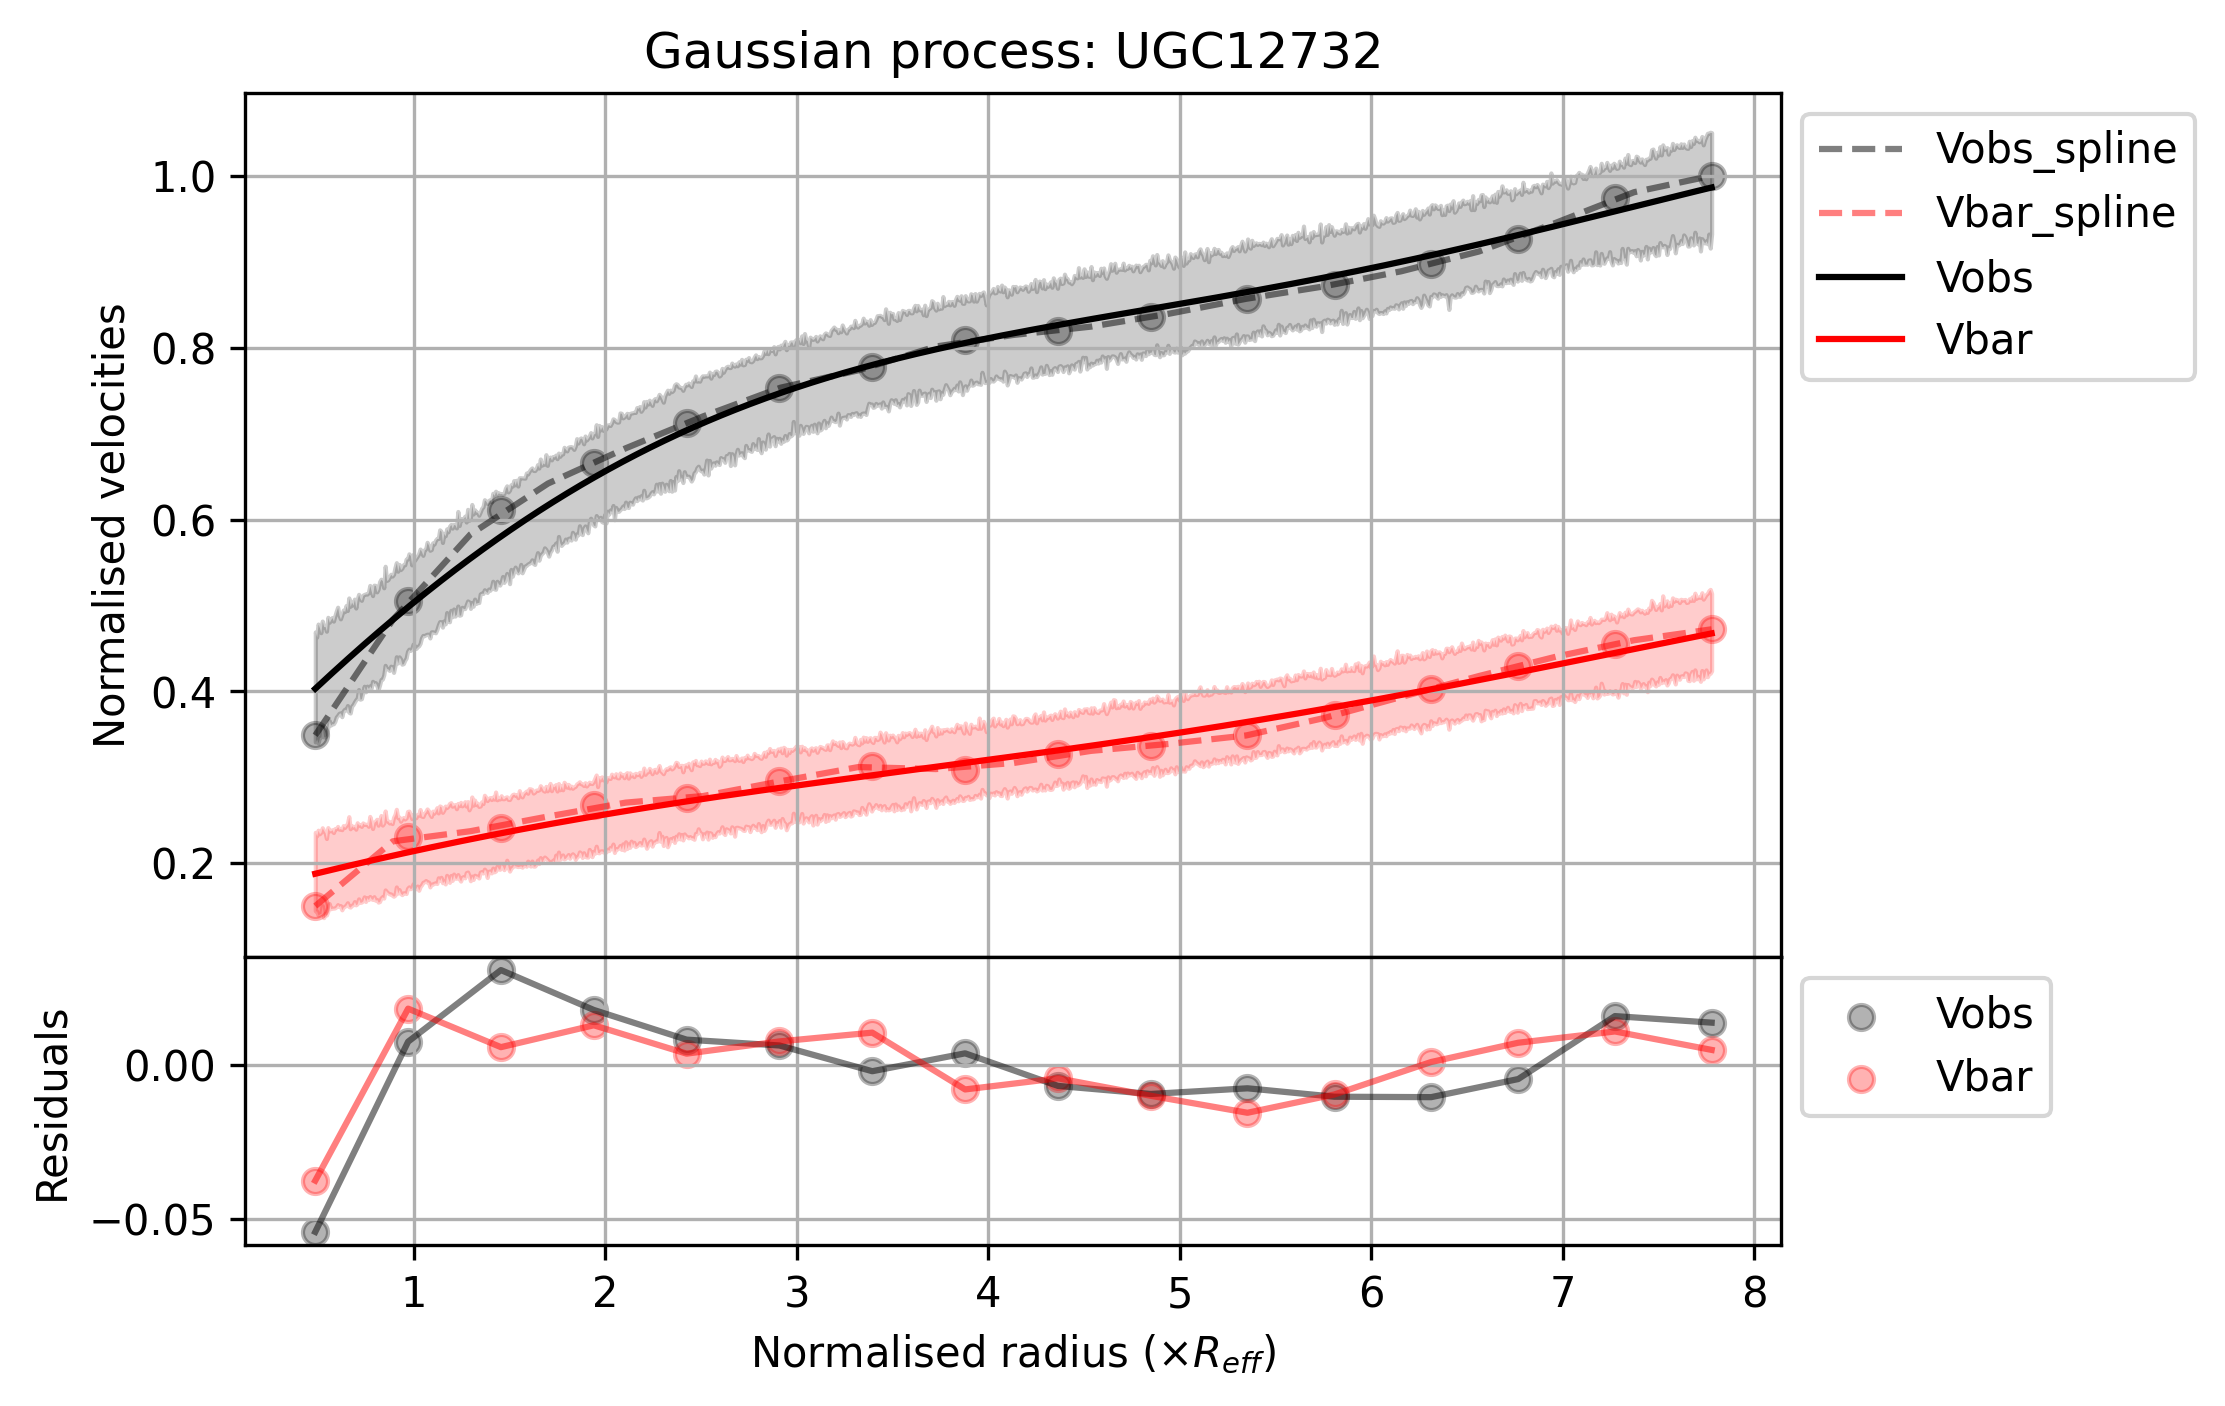 Gaussian process: UGC12732
Normalised velocities
1.0
0.8
0.6
0.4
0.2
Vobs_spline
Vbar_spline
Vobs
Vbar
Residuals
0.00
−0.05
Vobs
Vbar
1 2 3 4 5 6 7 8
Normalised radius (×R_eff)